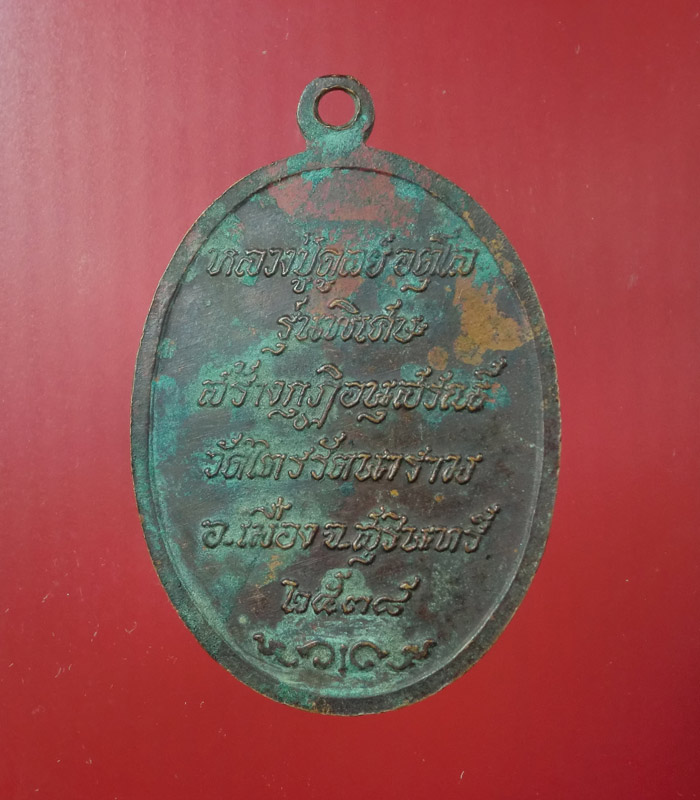 หลวงปู่ดูลย์ อตุโล
รุ่นพิเศษ
สร้างกุฏิอนุสรณ์
วัดไตรรัตนาราม
อ.เมือง จ.สุรินทร์
๒๕๓๘